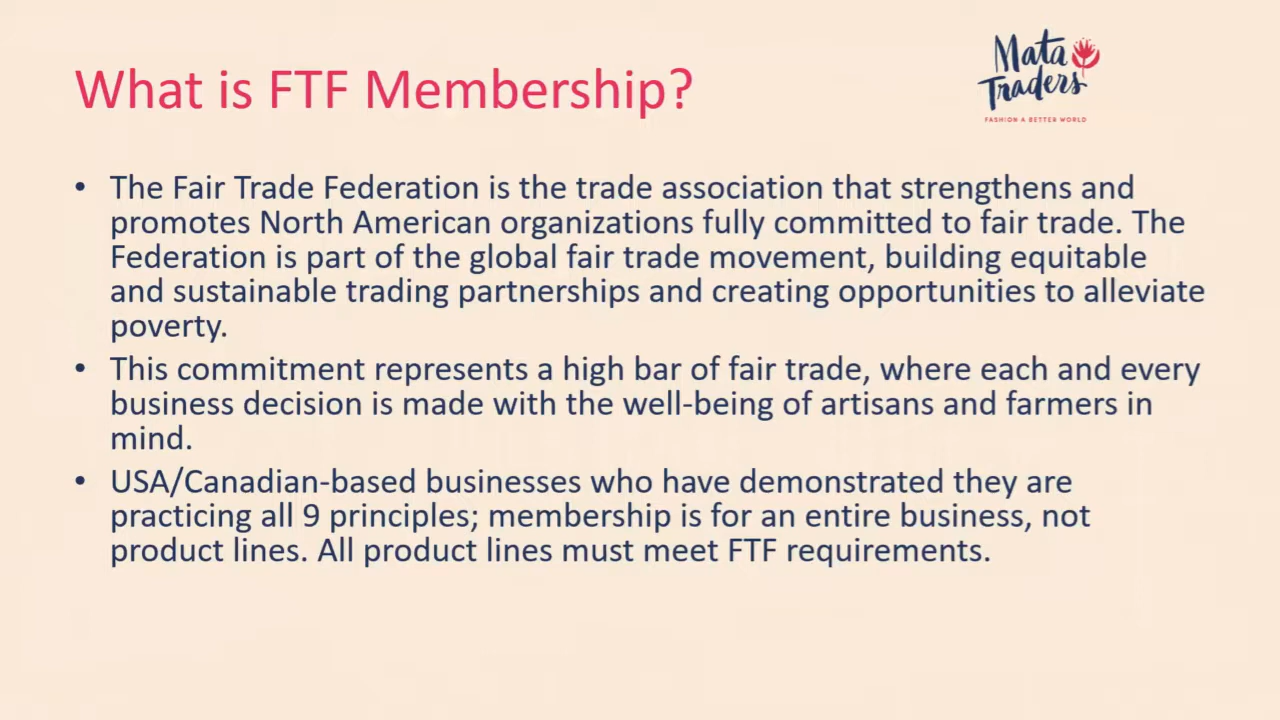 What is FTF Membership?
Mata
Traders
FASHION A BETTER WORLD
• The Fair Trade Federation is the trade association that strengthens and
promotes North American organizations fully committed to fair trade. The
Federation is part of the global fair trade movement, building equitable
and sustainable trading partnerships and creating opportunities to alleviate
poverty.
• This commitment represents a high bar of fair trade, where each and every
business decision is made with the well-being of artisans and farmers in
mind.
• USA/Canadian-based businesses who have demonstrated they are
practicing all 9 principles; membership is for an entire business, not
product lines. All product lines must meet FTF requirements.